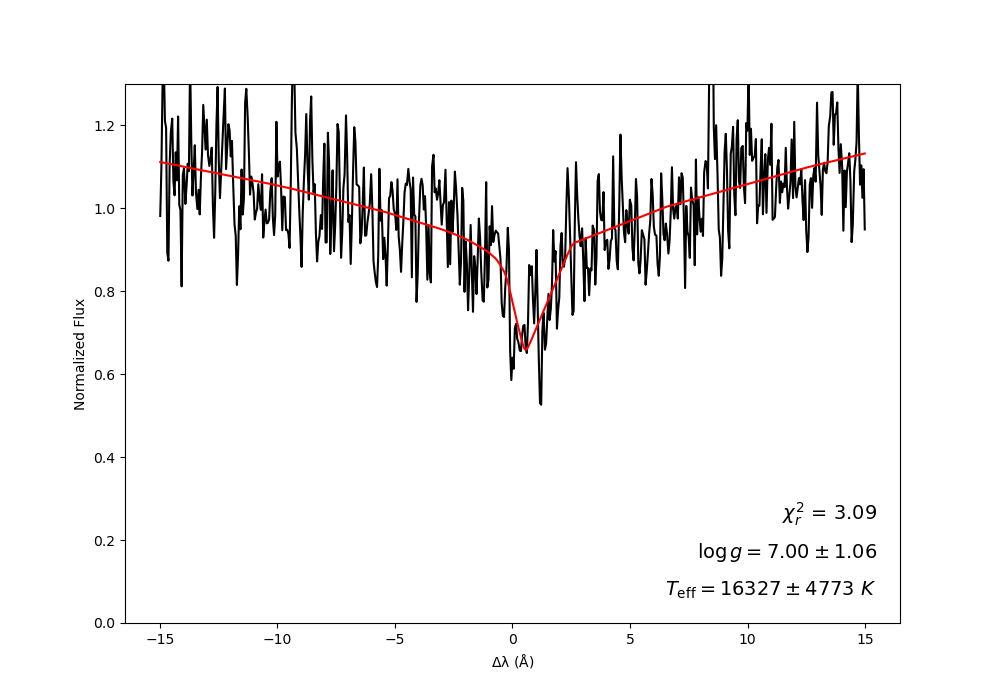 1.2
1.0
0.8
0.6
0.4
0.2
0.0
Normalized Flux
−15
−10
−5
0
5
10
15
Δλ (Å)
χ²ᵣ = 3.09
log g = 7.00 ± 1.06
T_eff = 16327 ± 4773 K